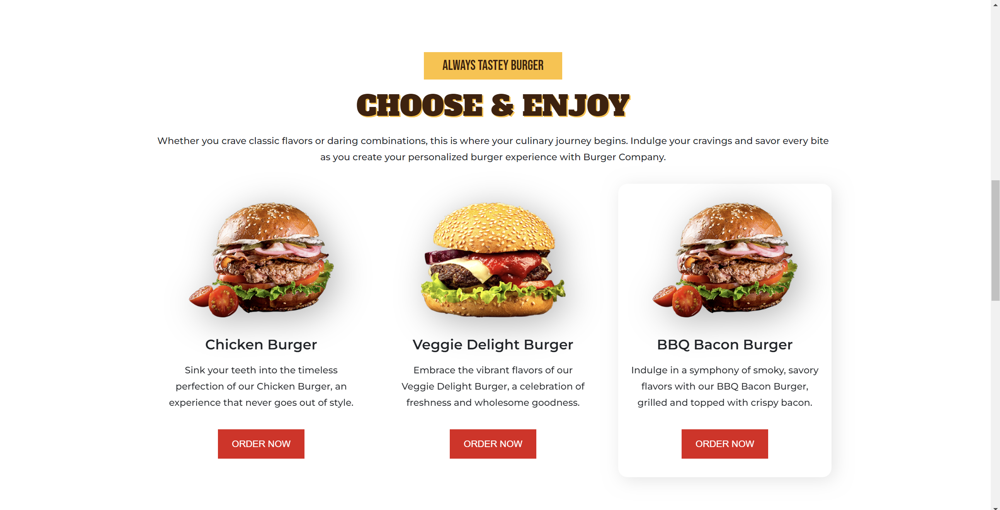 ALWAYS TASTEY BURGER
CHOOSE & ENJOY
Whether you crave classic flavors or daring combinations, this is where your culinary journey begins. Indulge your cravings and savor every bite
as you create your personalized burger experience with Burger Company.
Chicken Burger
Sink your teeth into the timeless
perfection of our Chicken Burger, an
experience that never goes out of style.
ORDER NOW
Veggie Delight Burger
Embrace the vibrant flavors of our
Veggie Delight Burger, a celebration of
freshness and wholesome goodness.
ORDER NOW
BBQ Bacon Burger
Indulge in a symphony of smoky, savory
flavors with our BBQ Bacon Burger,
grilled and topped with crispy bacon.
ORDER NOW